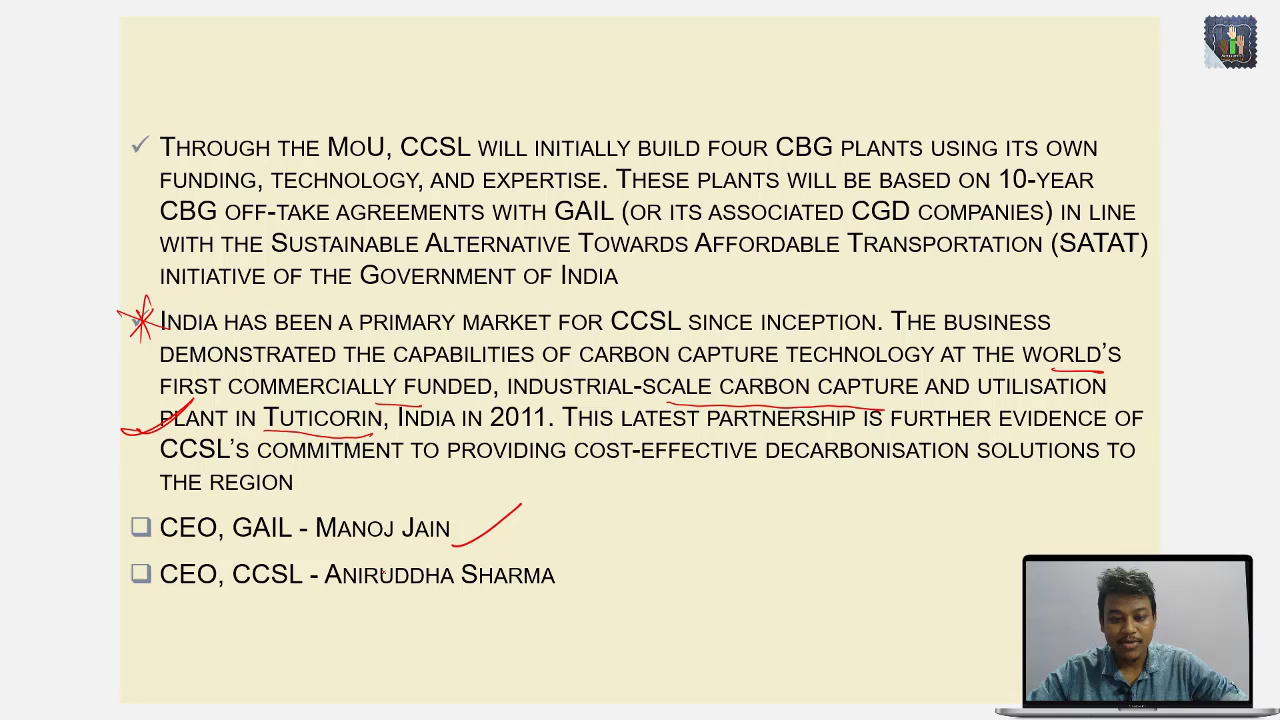 Through the MoU, CCSL will initially build four CBG plants using its own
funding, technology, and expertise. These plants will be based on 10-year
CBG off-take agreements with GAIL (or its associated CGD companies) in line
with the Sustainable Alternative Towards Affordable Transportation (SATAT)
initiative of the Government of India
India has been a primary market for CCSL since inception. The business
demonstrated the capabilities of carbon capture technology at the world's
first commercially funded, industrial-scale carbon capture and utilisation
plant in Tuticorin, India in 2011. This latest partnership is further evidence of
CCSL's commitment to providing cost-effective decarbonisation solutions to
the region
CEO, GAIL - Manoj Jain
CEO, CCSL - Aniruddha Sharma